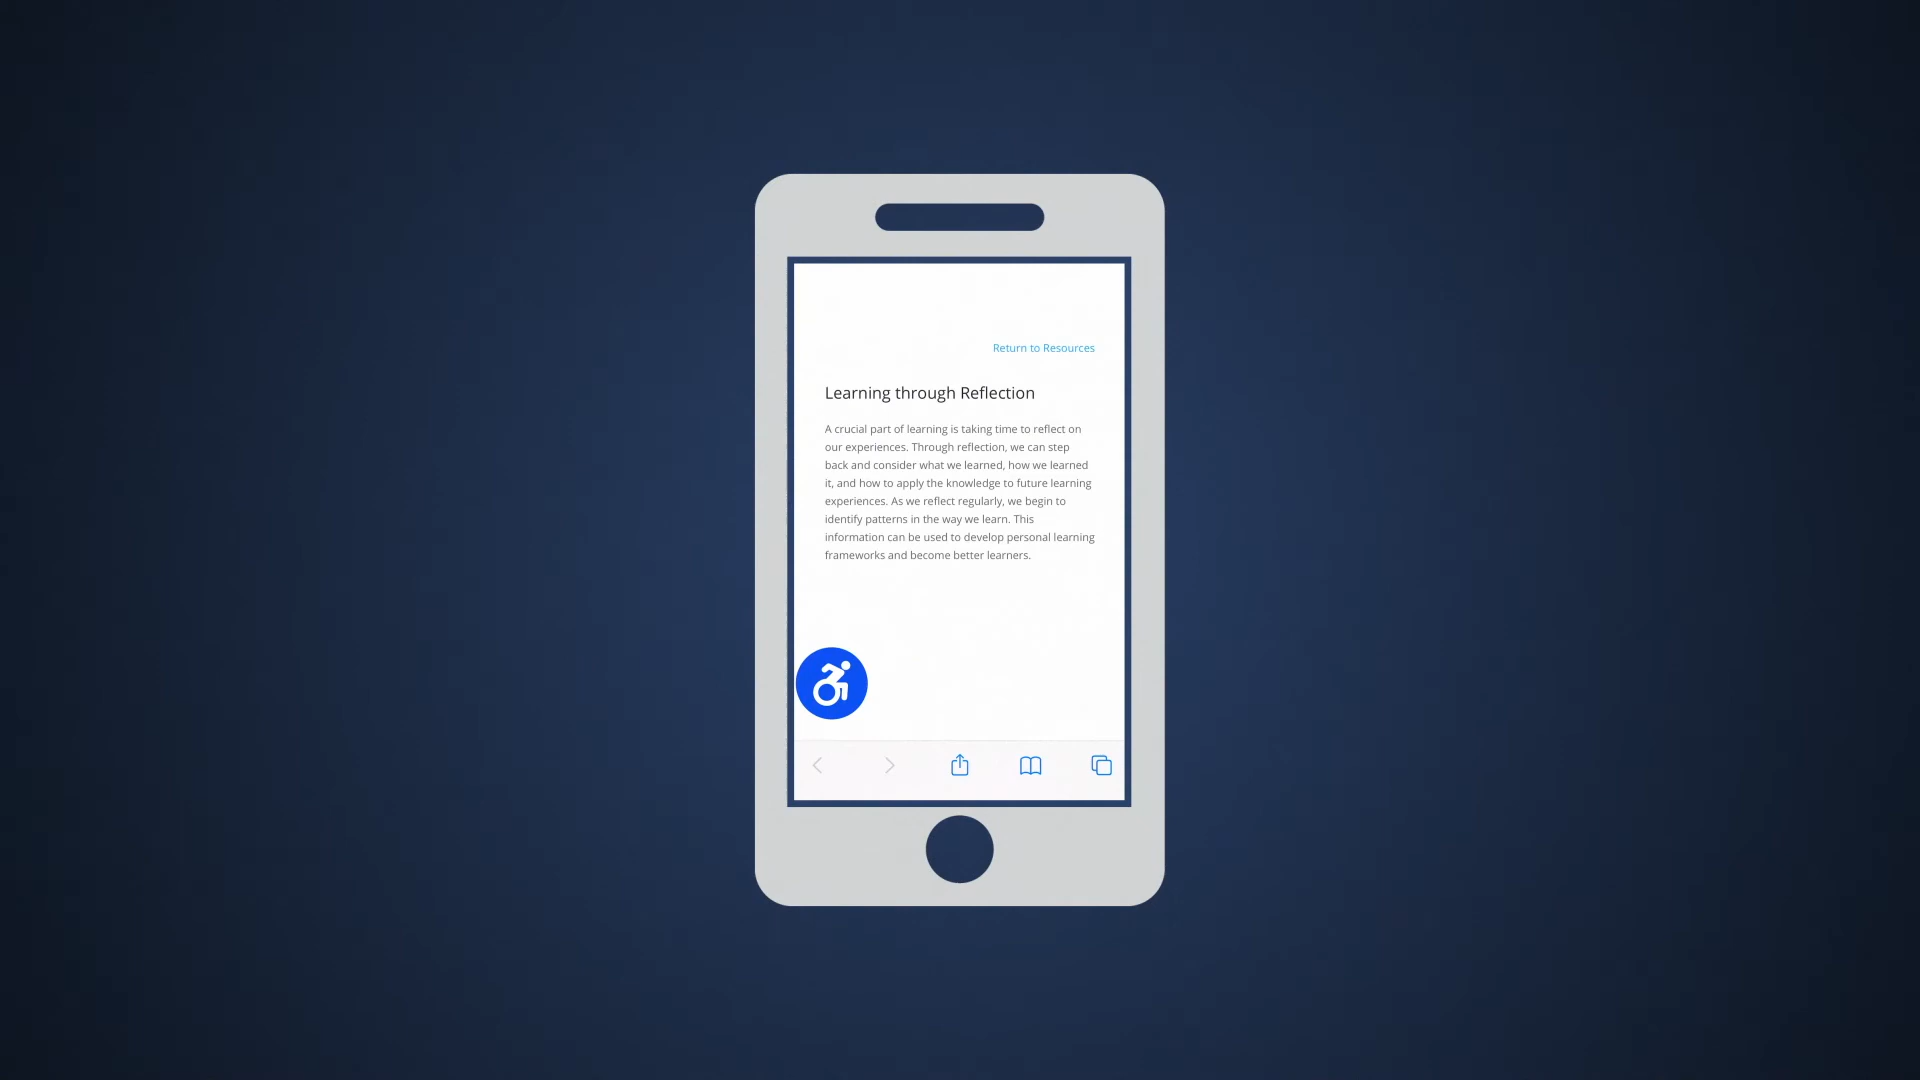 Return to Resources
Learning through Reflection
A crucial part of learning is taking time to reflect on
our experiences. Through reflection, we can step
back and consider what we learned, how we learned
it, and how to apply the knowledge to future learning
experiences. As we reflect regularly, we begin to
identify patterns in the way we learn. This
information can be used to develop personal learning
frameworks and become better learners.